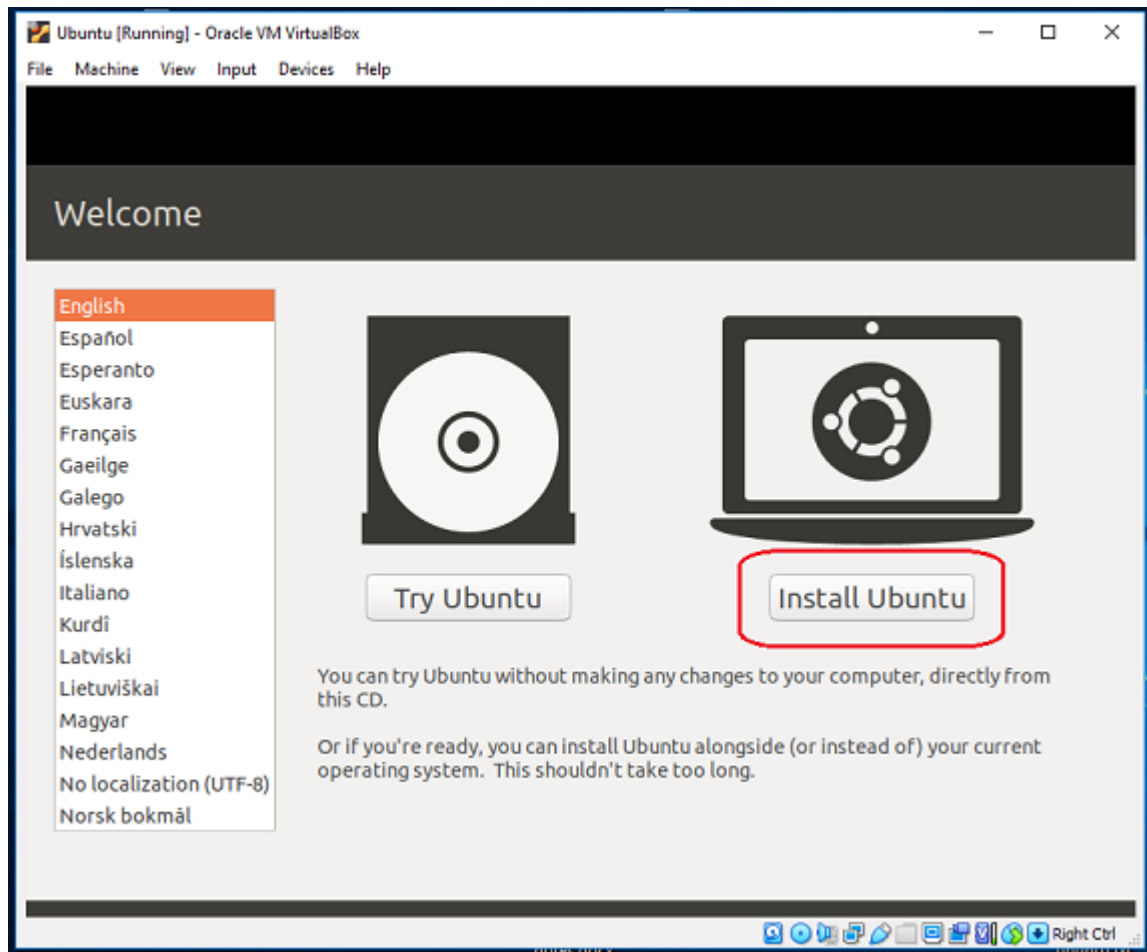 Ubuntu [Running] - Oracle VM VirtualBox
File Machine View Input Devices Help
Welcome
English
Español
Esperanto
Euskara
Français
Gaeilge
Galego
Hrvatski
Íslenska
Italiano
Kurdî
Latviski
Lietuviškai
Magyar
Nederlands
No localization (UTF-8)
Norsk bokmål
Try Ubuntu
Install Ubuntu
You can try Ubuntu without making any changes to your computer, directly from
this CD.
Or if you're ready, you can install Ubuntu alongside (or instead of) your current
operating system. This shouldn't take too long.
Right Ctrl